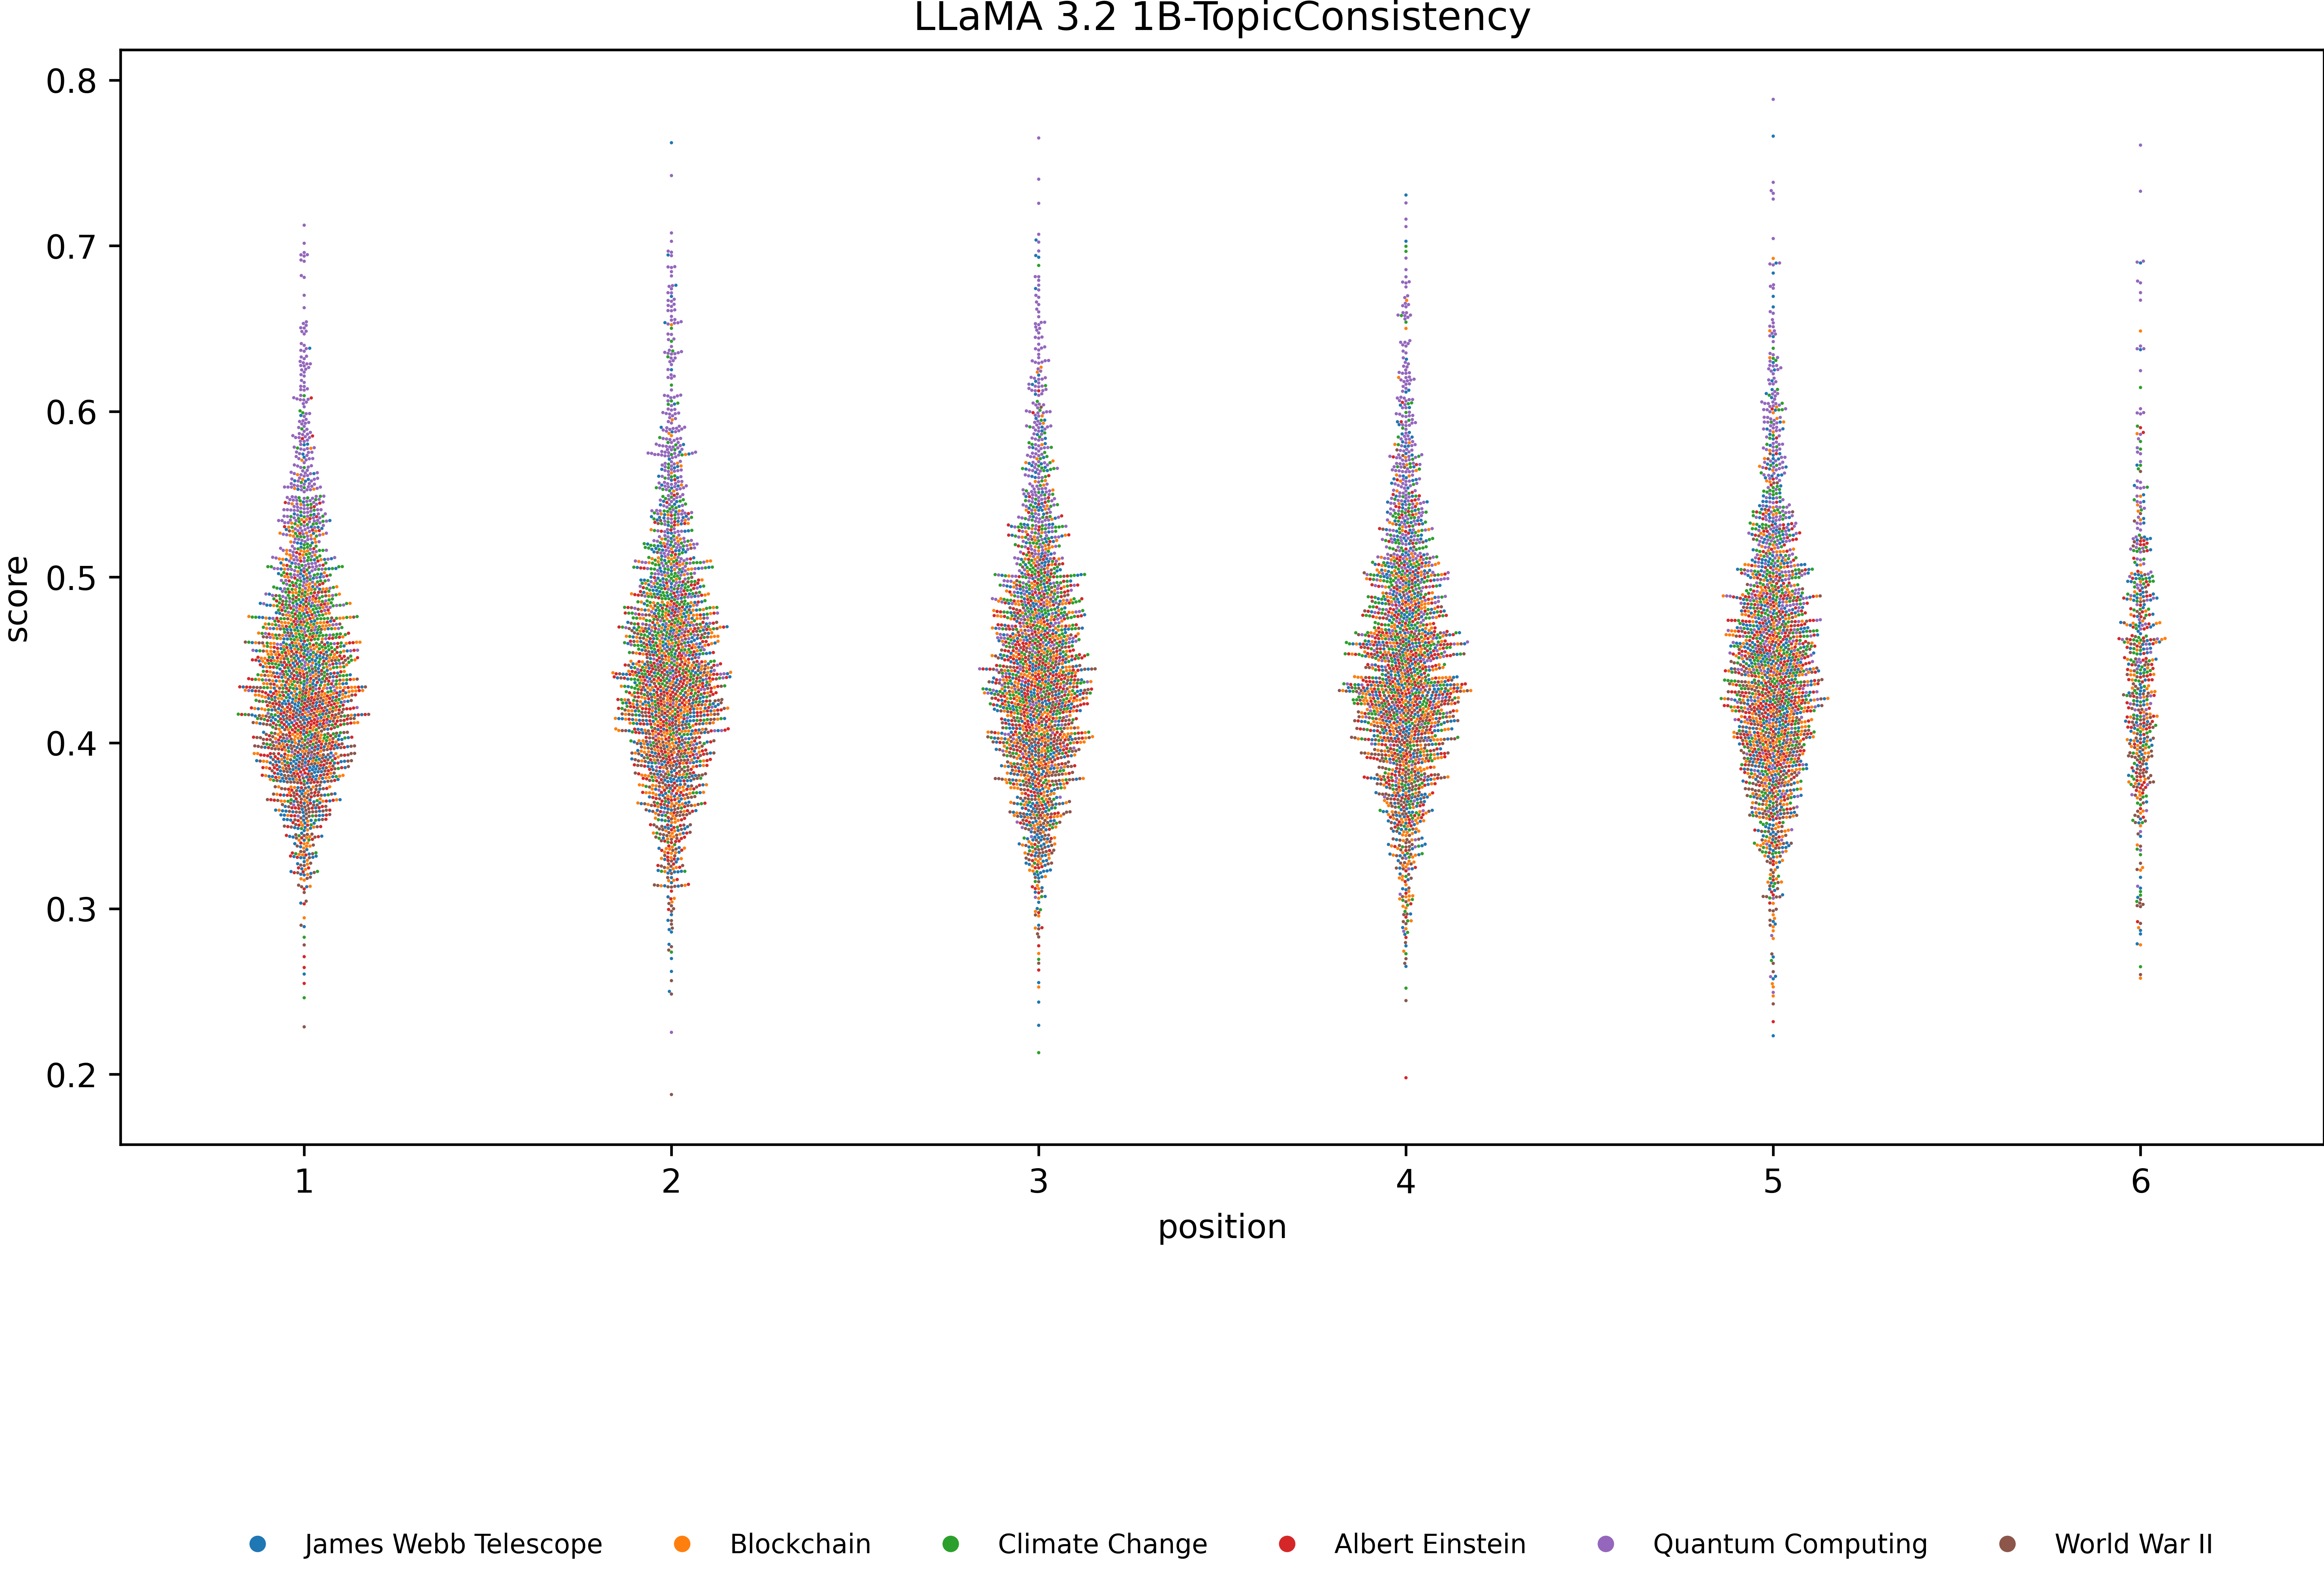 LLaMA 3.2 1B-TopicConsistency
0.8
0.7
0.6
0.5
0.4
0.3
0.2
score
1 2 3 4 5 6
position
James Webb Telescope Blockchain Climate Change Albert Einstein Quantum Computing World War II